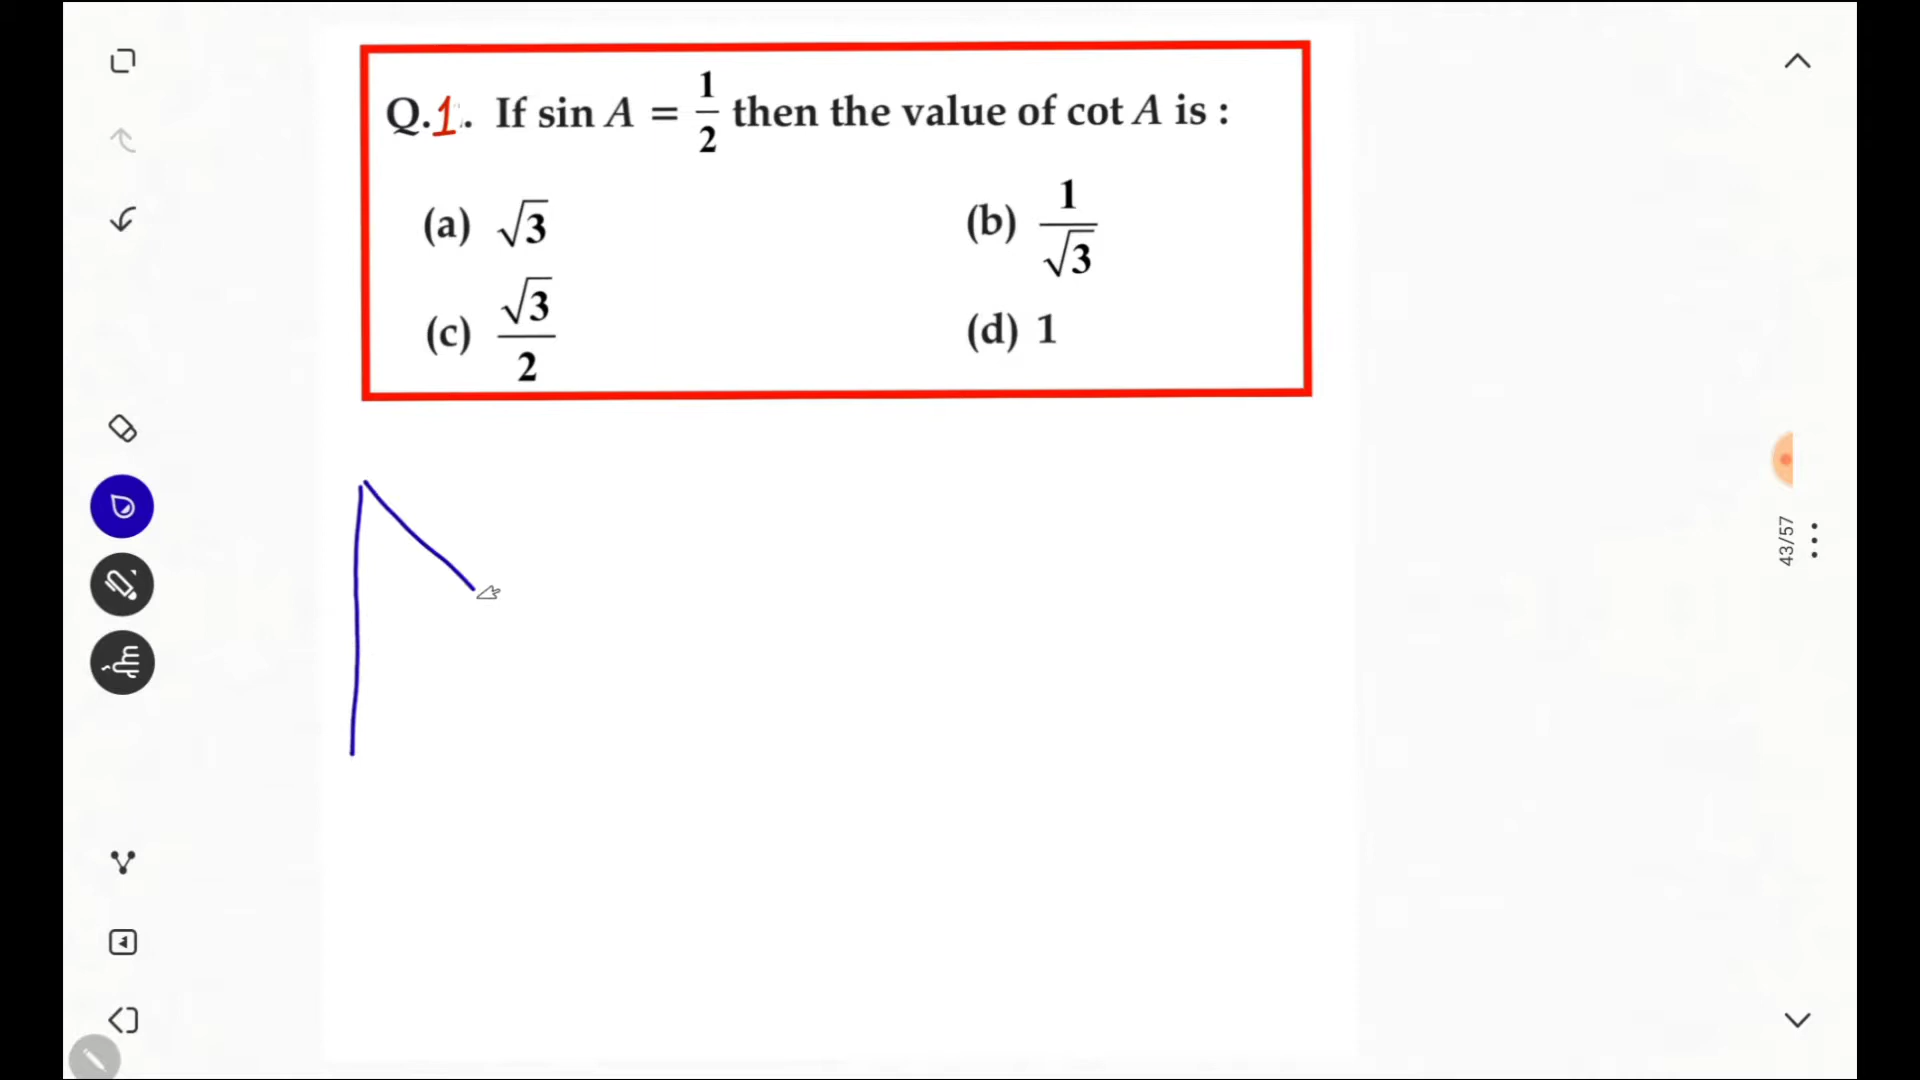 Q.1. If sin A = 1/2 then the value of cot A is :
(a) √3 (b) 1/√3
(c) √3/2 (d) 1
43/57